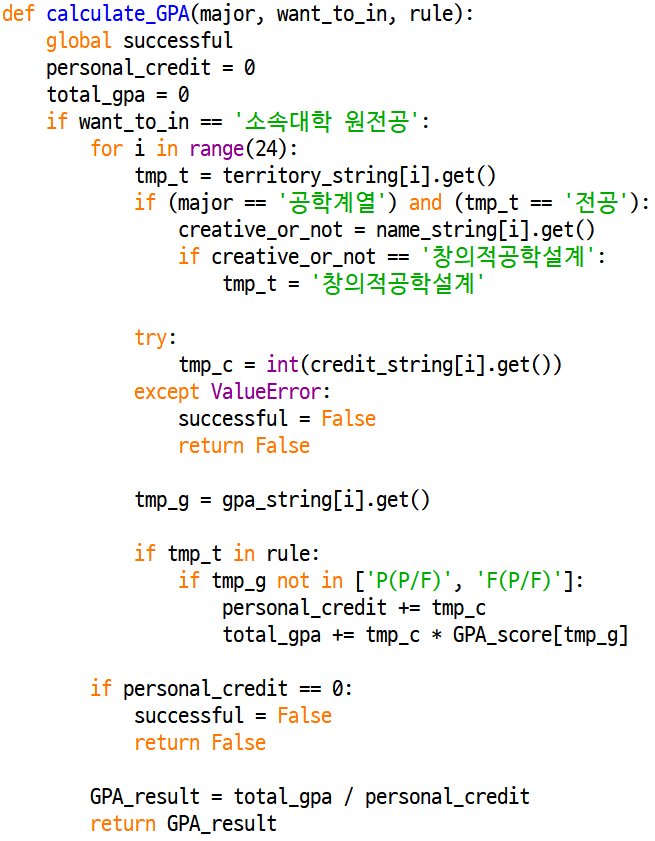 def calculate_GPA(major, want_to_in, rule):
    global successful
    personal_credit = 0
    total_gpa = 0
    if want_to_in == '소속대학 원전공':
        for i in range(24):
            tmp_t = territory_string[i].get()
            if (major == '공학계열') and (tmp_t == '전공'):
                creative_or_not = name_string[i].get()
                if creative_or_not == '창의적공학설계':
                    tmp_t = '창의적공학설계'

            try:
                tmp_c = int(credit_string[i].get())
            except ValueError:
                successful = False
                return False

            tmp_g = gpa_string[i].get()

            if tmp_t in rule:
                if tmp_g not in ['P(P/F)', 'F(P/F)']:
                    personal_credit += tmp_c
                    total_gpa += tmp_c * GPA_score[tmp_g]

        if personal_credit == 0:
            successful = False
            return False

        GPA_result = total_gpa / personal_credit
        return GPA_result